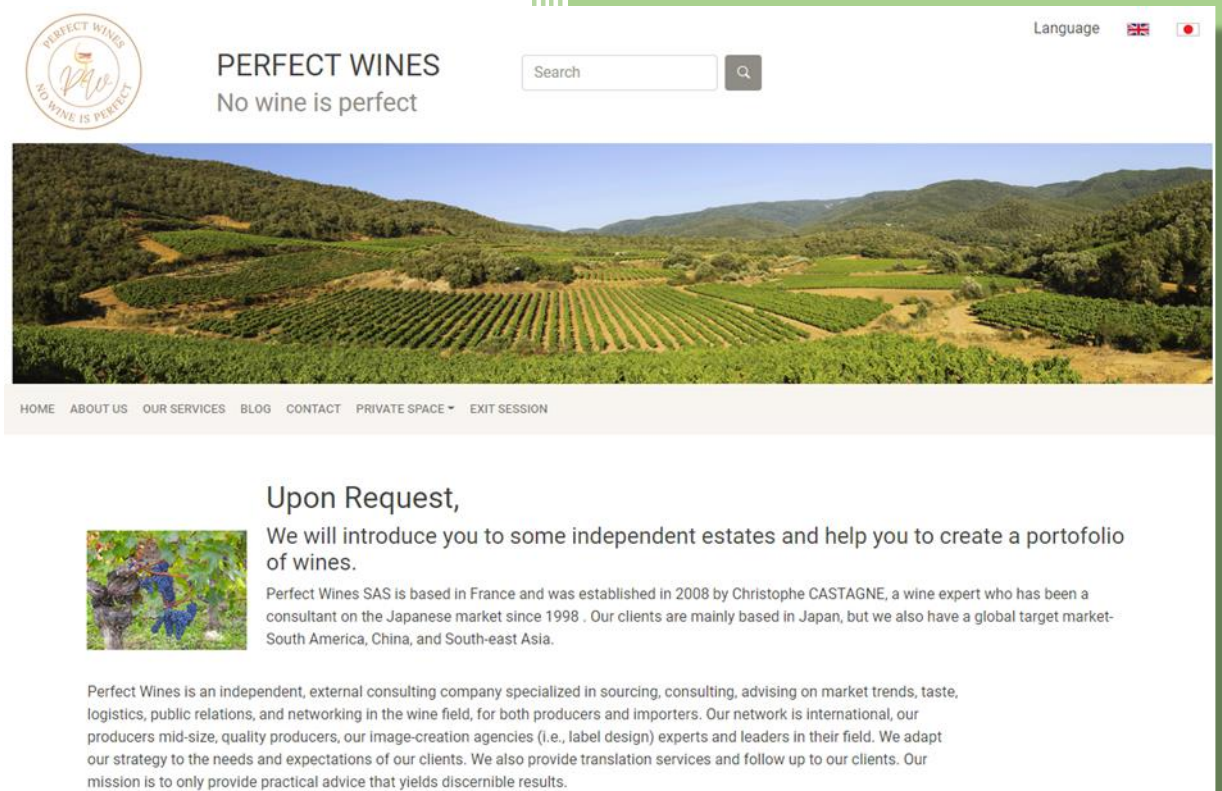 PERFECT WINES
PW
NO WINE IS PERFECT
PERFECT WINES
No wine is perfect
Search
Language
HOME ABOUT US OUR SERVICES BLOG CONTACT PRIVATE SPACE EXIT SESSION
Upon Request,
We will introduce you to some independent estates and help you to create a portofolio
of wines.
Perfect Wines SAS is based in France and was established in 2008 by Christophe CASTAGNE, a wine expert who has been a
consultant on the Japanese market since 1998 . Our clients are mainly based in Japan, but we also have a global target market-
South America, China, and South-east Asia.
Perfect Wines is an independent, external consulting company specialized in sourcing, consulting, advising on market trends, taste,
logistics, public relations, and networking in the wine field, for both producers and importers. Our network is international, our
producers mid-size, quality producers, our image-creation agencies (i.e., label design) experts and leaders in their field. We adapt
our strategy to the needs and expectations of our clients. We also provide translation services and follow up to our clients. Our
mission is to only provide practical advice that yields discernible results.